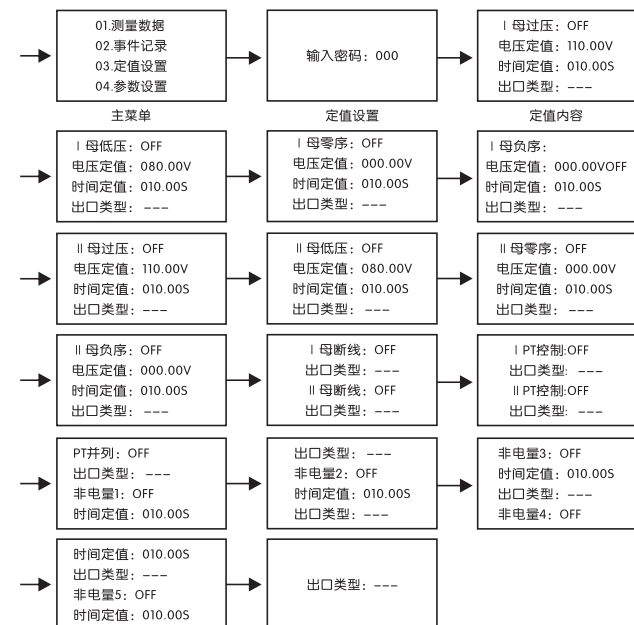 01.测量数据
02.事件记录
03.定值设置
04.参数设置
主菜单
输入密码：000
定值设置
Ⅰ母过压：OFF
电压定值：110.00V
时间定值：010.00S
出口类型：---
定值内容
Ⅰ母低压：OFF
电压定值：080.00V
时间定值：010.00S
出口类型：---
Ⅰ母零序：OFF
电压定值：000.00V
时间定值：010.00S
出口类型：---
Ⅰ母负序：
电压定值：000.00VOFF
时间定值：010.00S
出口类型：---
Ⅱ母过压：OFF
电压定值：110.00V
时间定值：010.00S
出口类型：---
Ⅱ母低压：OFF
电压定值：080.00V
时间定值：010.00S
出口类型：---
Ⅱ母零序：OFF
电压定值：000.00V
时间定值：010.00S
出口类型：---
Ⅱ母负序：OFF
电压定值：000.00V
时间定值：010.00S
出口类型：---
Ⅰ母断线：OFF
出口类型：---
Ⅱ母断线：OFF
出口类型：---
ⅠPT控制:OFF
出口类型: ---
ⅡPT控制:OFF
出口类型: ---
PT并列：OFF
出口类型：---
非电量1：OFF
时间定值：010.00S
出口类型：---
非电量2：OFF
时间定值：010.00S
出口类型：---
非电量3：OFF
时间定值：010.00S
出口类型：---
非电量4：OFF
时间定值：010.00S
出口类型：---
非电量5：OFF
时间定值：010.00S
出口类型：---